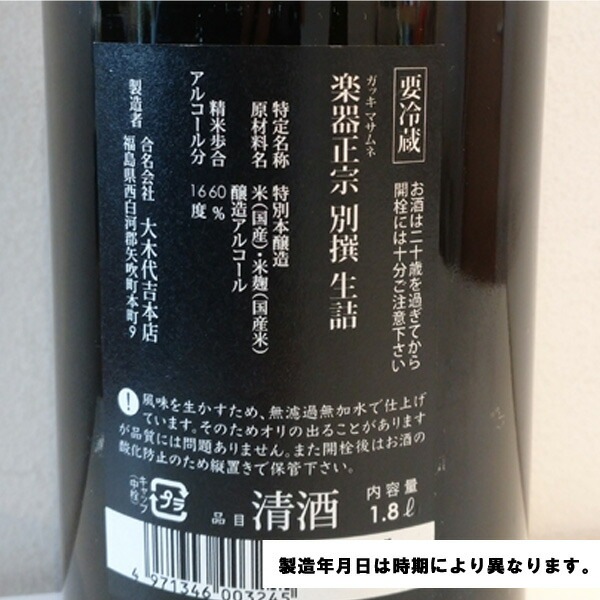 要冷蔵
お酒は二十歳を過ぎてから
開栓には十分ご注意下さい
ガッキ マサムネ
楽器正宗 別撰 生詰
特定名称 特別本醸造
原材料名 米(国産)・米麹(国産米)
醸造アルコール
精米歩合 60%
アルコール分 16度
製造者 合名会社 大木代吉本店
福島県西白河郡矢吹町本町9
! 風味を生かすため、無濾過無加水で仕上げ
ています。そのためオリの出ることがあります
が品質には問題ありません。また開栓後はお酒の
酸化防止のため縦置きで保管下さい。
キャップ
(中栓)
プラ
品目 清酒
内容量
1.8ℓ
4 971346 003245
製造年月日は時期により異なります。